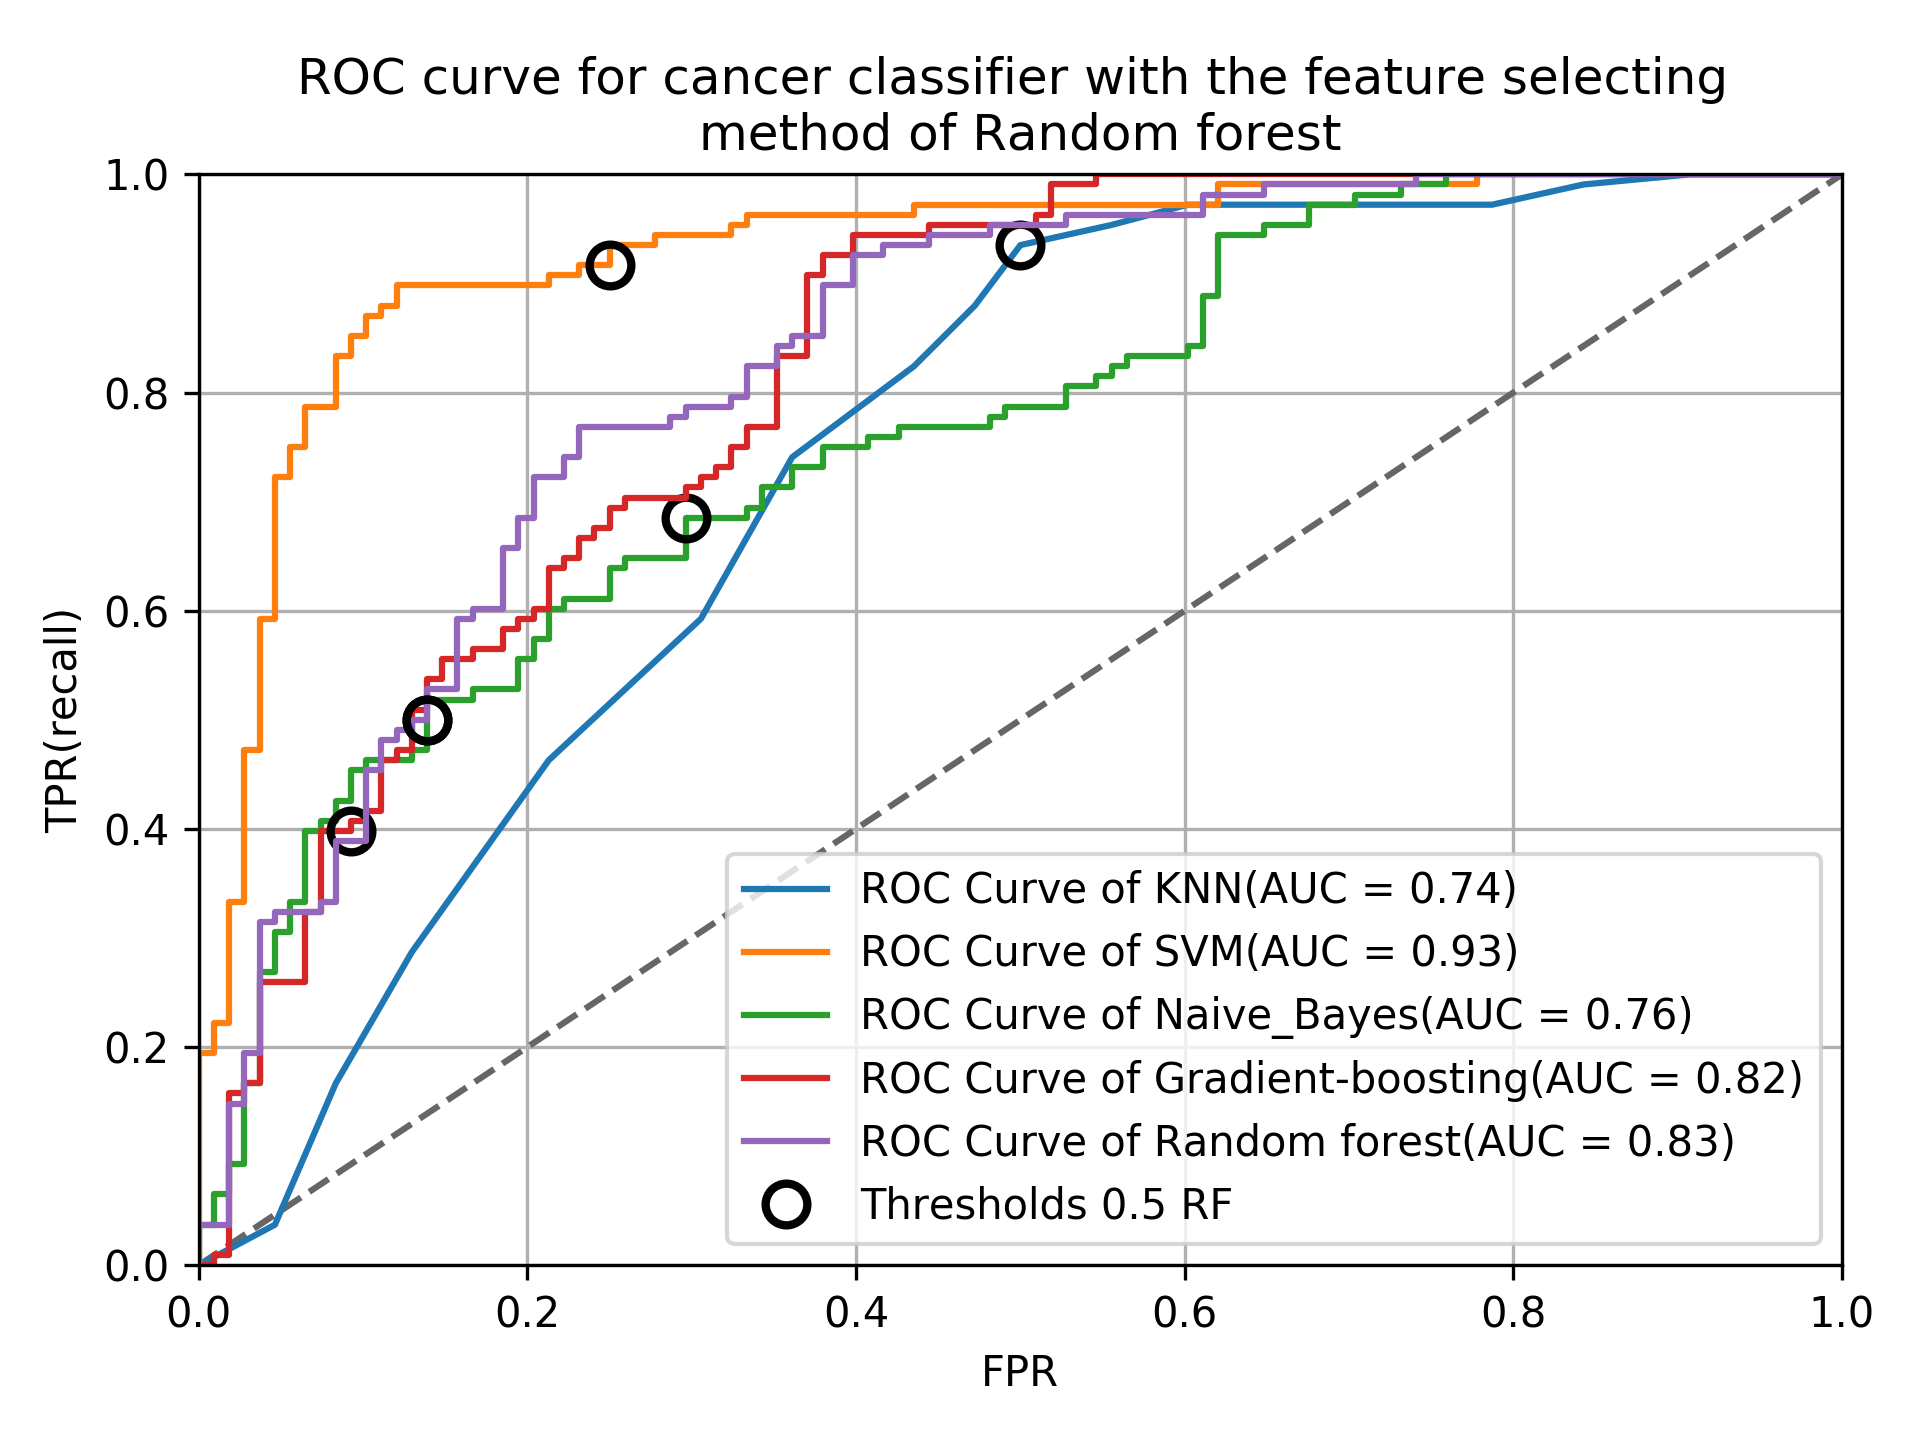 ROC curve for cancer classifier with the feature selecting
method of Random forest
1.0
0.8
0.6
0.4
0.2
0.0
TPR(recall)
ROC Curve of KNN(AUC = 0.74)
ROC Curve of SVM(AUC = 0.93)
ROC Curve of Naive_Bayes(AUC = 0.76)
ROC Curve of Gradient-boosting(AUC = 0.82)
ROC Curve of Random forest(AUC = 0.83)
Thresholds 0.5 RF
0.0 0.2 0.4 0.6 0.8 1.0
FPR